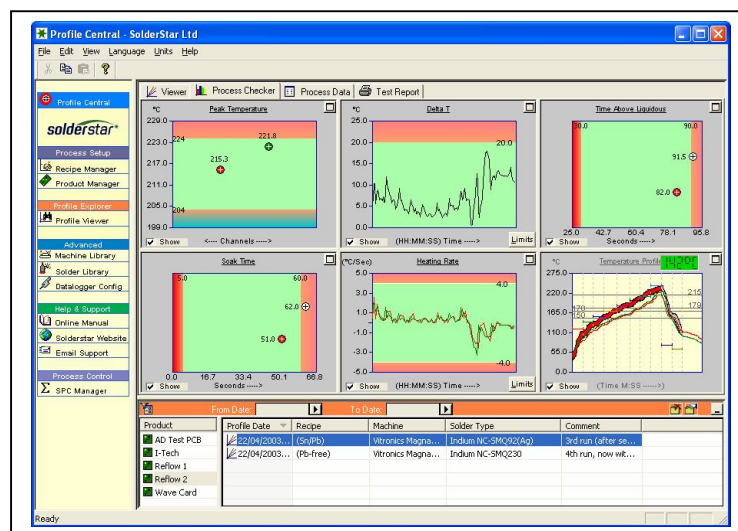 Profile Central - SolderStar Ltd
File Edit View Language Units Help
Viewer Process Checker Process Data Test Report
Profile Central
solderstar
Process Setup
Recipe Manager
Product Manager
Profile Explorer
Profile Viewer
Advanced
Machine Library
Solder Library
Datalogger Config
Help & Support
Online Manual
Solderstar Website
Email Support
Process Control
SPC Manager
°C Peak Temperature
229.0
223.0
217.0
211.0
205.0
199.0
224
204
215.3
221.8
Show <---- Channels ----->
°C Delta T
25.0
20.0
15.0
10.0
5.0
0.0
20.0
Show (HH:MM:SS) Time ----> Limits
Time Above Liquidous
30.0 90.0
91.5
82.0
25.0 42.7 60.4 78.1 95.8
Show Seconds ----->
Soak Time
5.0 60.0
62.0
51.0
0.0 16.7 33.4 50.1 66.8
Show Seconds ----->
(°C/Sec) Heating Rate
5.0
3.0
1.0
-1.0
-3.0
-5.0
4.0
-4.0
Show (HH:MM:SS) Time ----> Limits
°C Temperature Profile
275.0
220.0
165.0
110.0
55.0
0.0
215
179
170
150
Show (Time M:SS ----->)
From Date: To Date:
Product Profile Date Recipe Machine Solder Type Comment
AD Test PCB
I-Tech
Reflow 1
Reflow 2
Wave Card
22/04/2003... (Sn/Pb) Vitronics Magna... Indium NC-SMQ92(Ag) 3rd run (after se...
22/04/2003... (Pb-free) Vitronics Magna... Indium NC-SMQ230 4th run, now wit...
Ready